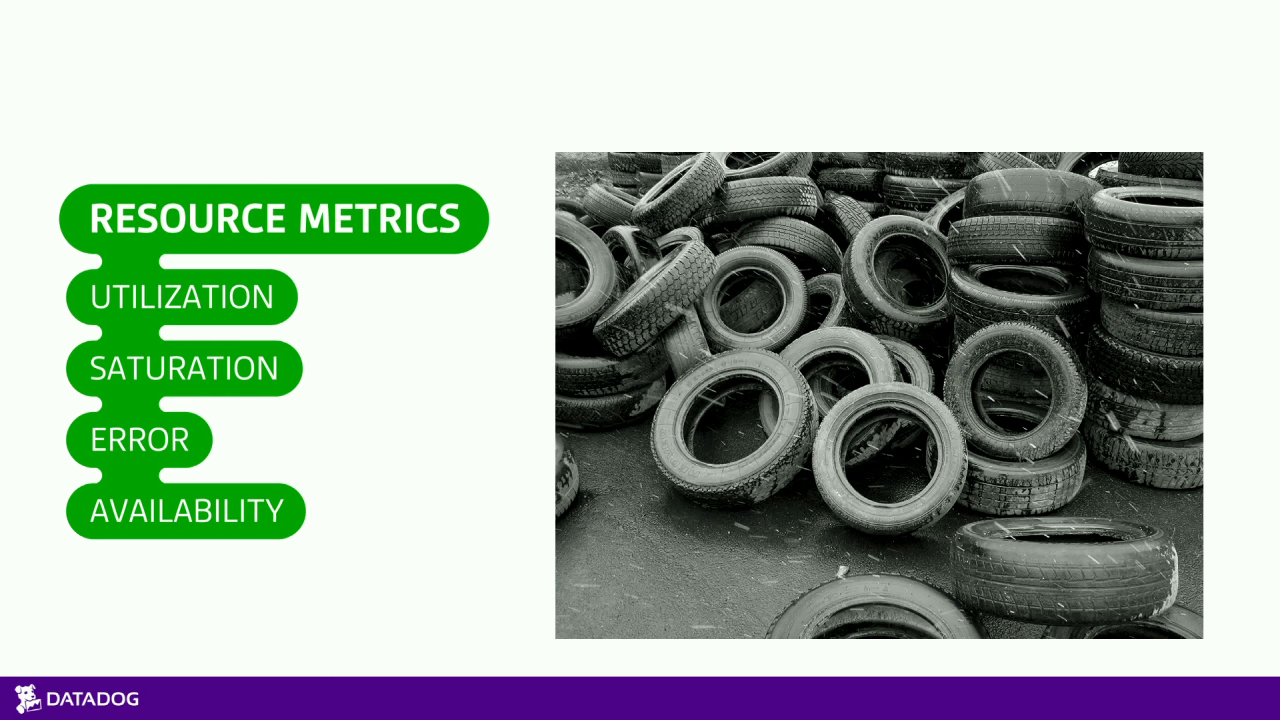 RESOURCE METRICS
UTILIZATION
SATURATION
ERROR
AVAILABILITY
DATADOG